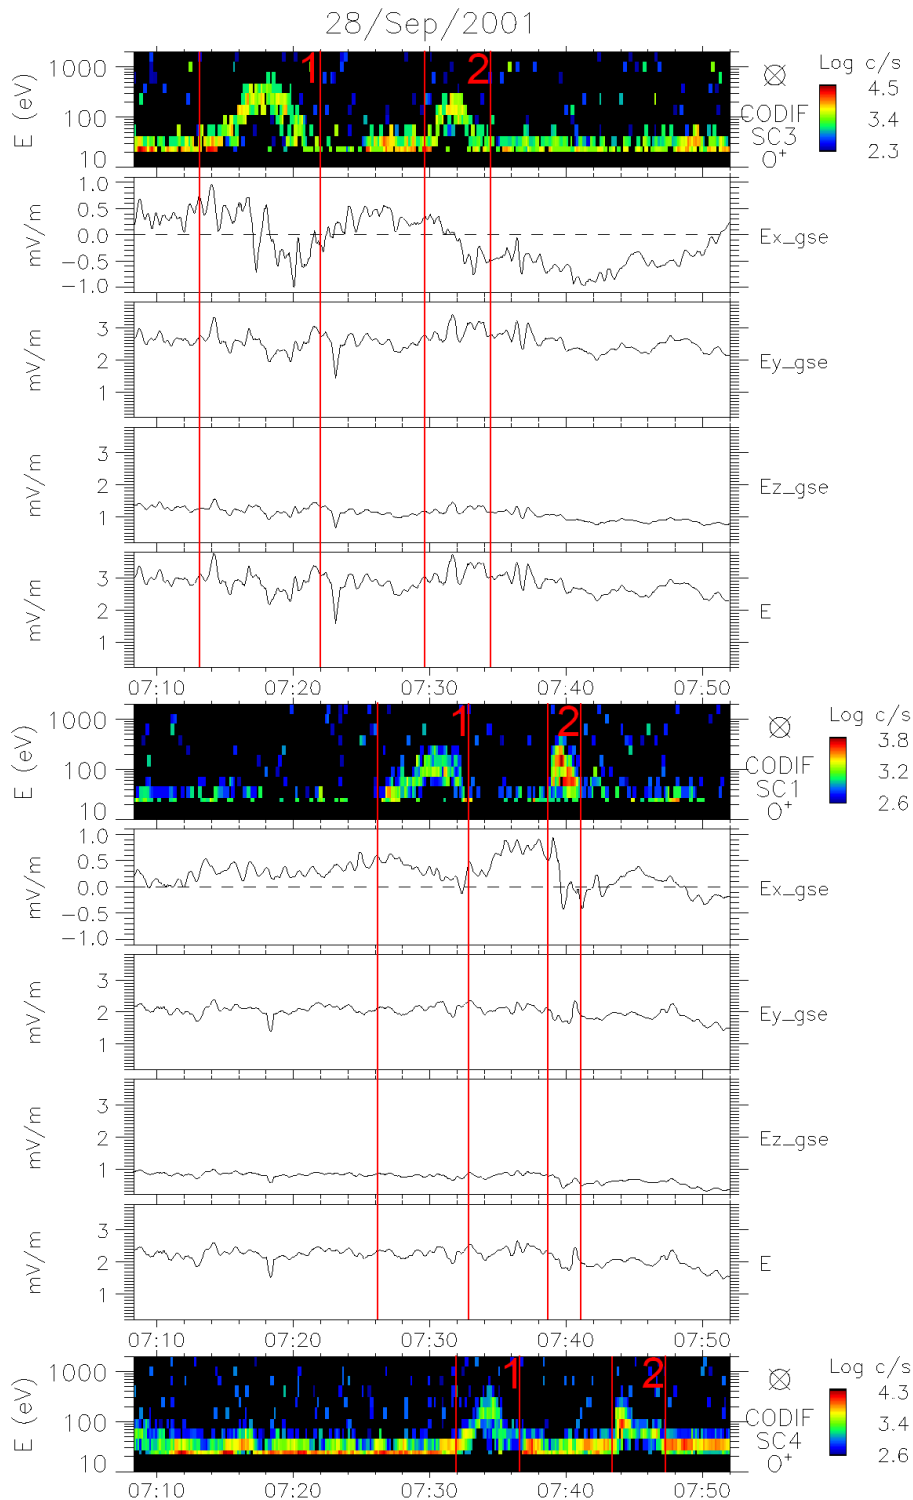 28/Sep/2001
E (eV)
1000
100
10
1
2
CODIF
SC3
O+
Log c/s
4.5
3.4
2.3
mV/m
1.0
0.5
0.0
−0.5
−1.0
Ex_gse
mV/m
3
2
1
Ey_gse
mV/m
3
2
1
Ez_gse
mV/m
3
2
1
E
07:10 07:20 07:30 07:40 07:50
E (eV)
1000
100
10
1
2
CODIF
SC1
O+
Log c/s
3.8
3.2
2.6
mV/m
1.0
0.5
0.0
−0.5
−1.0
Ex_gse
mV/m
3
2
1
Ey_gse
mV/m
3
2
1
Ez_gse
mV/m
3
2
1
E
07:10 07:20 07:30 07:40 07:50
E (eV)
1000
100
10
1
2
CODIF
SC4
O+
Log c/s
4.3
3.4
2.6
07:10 07:20 07:30 07:40 07:50